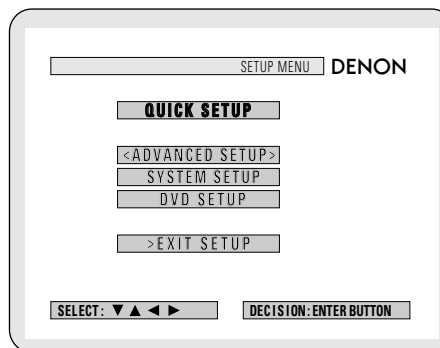 SETUP MENU DENON
QUICK SETUP
<ADVANCED SETUP>
SYSTEM SETUP
DVD SETUP
>EXIT SETUP
SELECT: ▼ ▲ ◄ ► DECISION:ENTER BUTTON